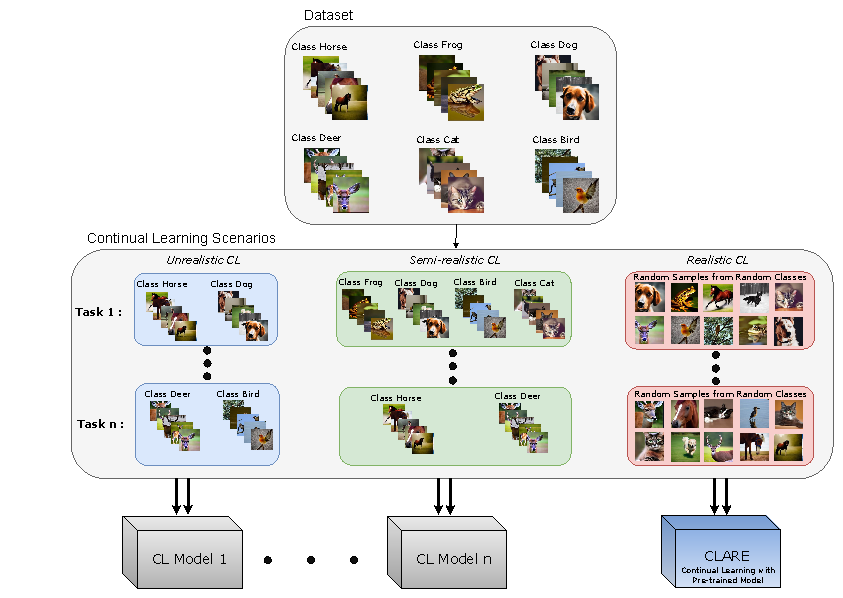 Dataset
Class Horse
Class Frog
Class Dog
Class Deer
Class Cat
Class Bird
Continual Learning Scenarios
Unrealistic CL
Semi-realistic CL
Realistic CL
Task 1 :
Class Horse
Class Dog
Class Frog
Class Dog
Class Bird
Class Cat
Random Samples from Random Classes
Task n :
Class Deer
Class Bird
Class Horse
Class Deer
Random Samples from Random Classes
CL Model 1
CL Model n
CLARE
Continual Learning with
Pre-trained Model